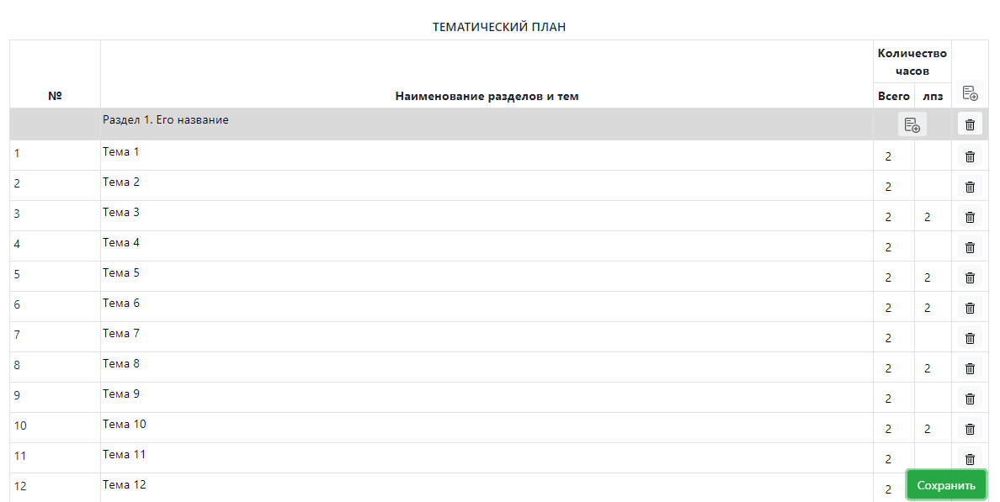 ТЕМАТИЧЕСКИЙ ПЛАН
№ Наименование разделов и тем Количество часов
Всего лпз
Раздел 1. Его название
1 Тема 1 2
2 Тема 2 2
3 Тема 3 2 2
4 Тема 4 2
5 Тема 5 2 2
6 Тема 6 2 2
7 Тема 7 2
8 Тема 8 2 2
9 Тема 9 2
10 Тема 10 2 2
11 Тема 11 2
12 Тема 12 2
Сохранить